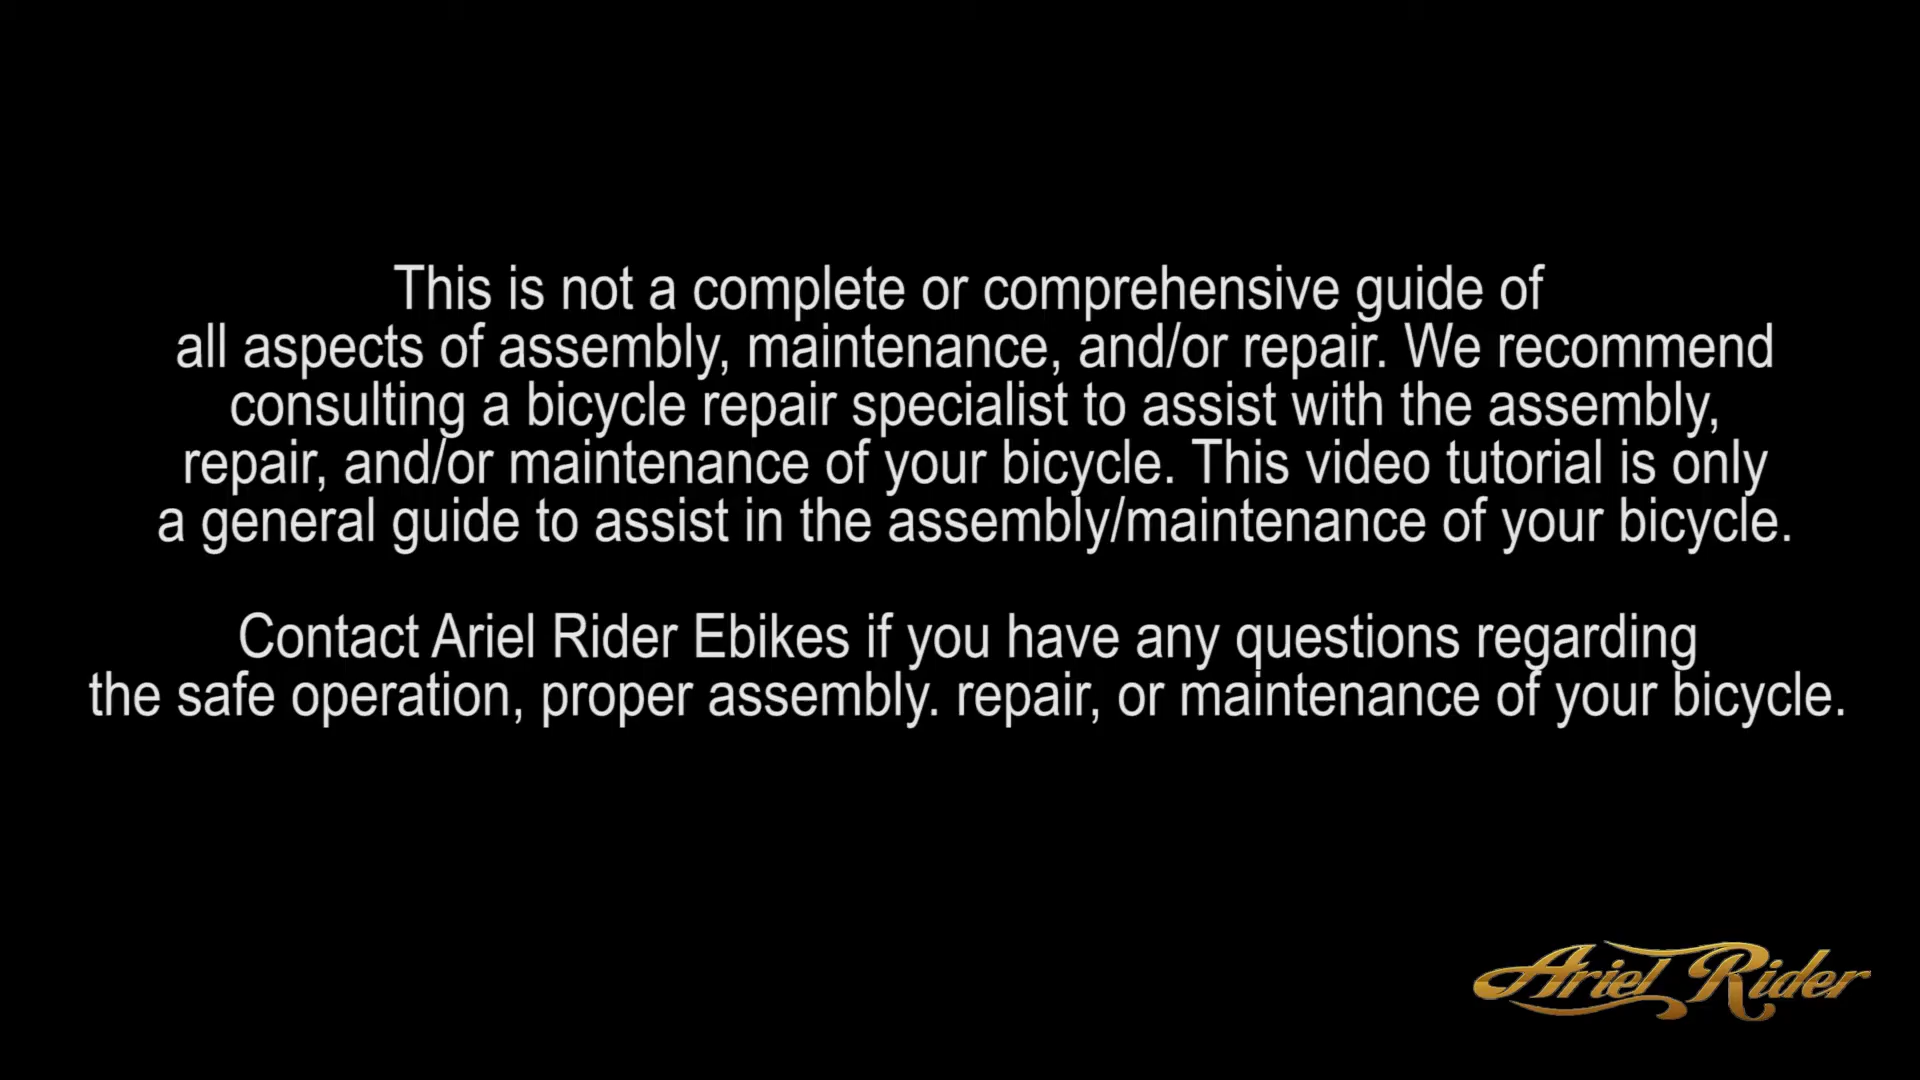 This is not a complete or comprehensive guide of
all aspects of assembly, maintenance, and/or repair. We recommend
consulting a bicycle repair specialist to assist with the assembly,
repair, and/or maintenance of your bicycle. This video tutorial is only
a general guide to assist in the assembly/maintenance of your bicycle.
Contact Ariel Rider Ebikes if you have any questions regarding
the safe operation, proper assembly. repair, or maintenance of your bicycle.
Ariel Rider